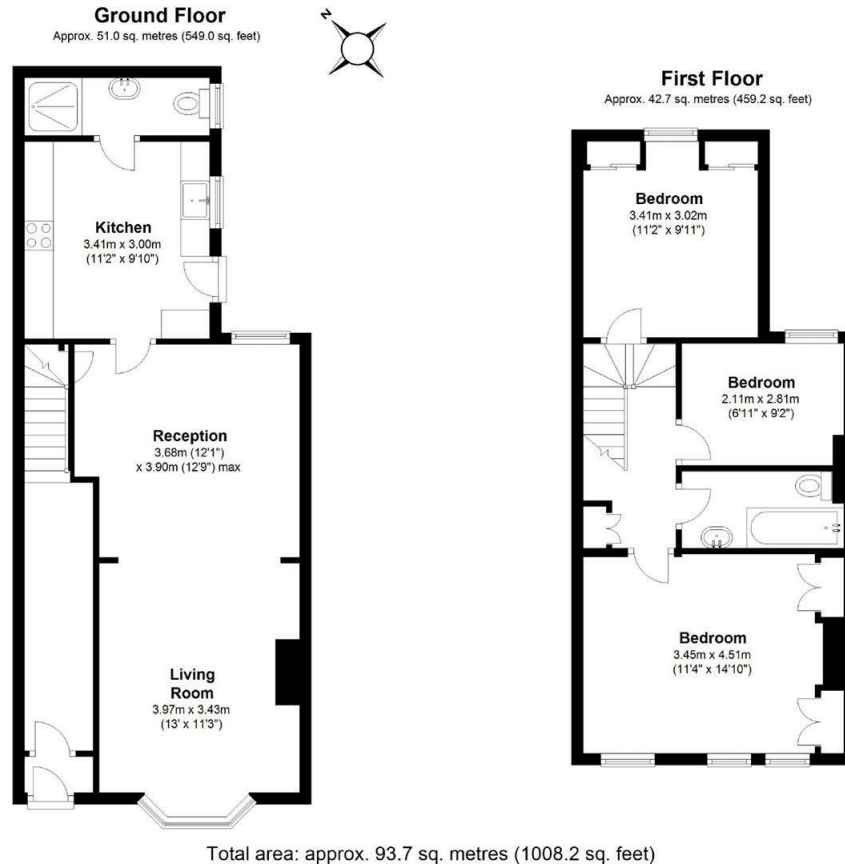 Ground Floor
Approx. 51.0 sq. metres (549.0 sq. feet)
N
First Floor
Approx. 42.7 sq. metres (459.2 sq. feet)
Kitchen
3.41m x 3.00m
(11'2" x 9'10")
Bedroom
3.41m x 3.02m
(11'2" x 9'11")
Reception
3.68m (12'1")
x 3.90m (12'9") max
Bedroom
2.11m x 2.81m
(6'11" x 9'2")
Living
Room
3.97m x 3.43m
(13' x 11'3")
Bedroom
3.45m x 4.51m
(11'4" x 14'10")
Total area: approx. 93.7 sq. metres (1008.2 sq. feet)